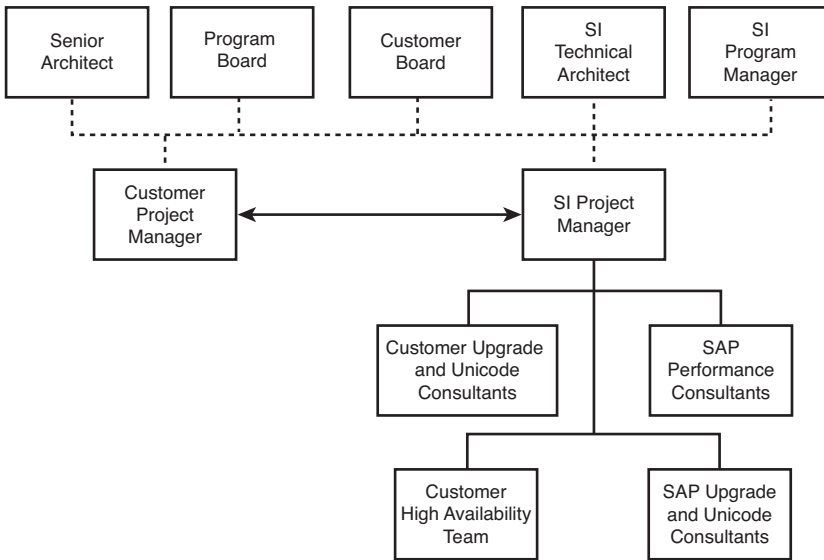 Senior
Architect
Program
Board
Customer
Board
SI
Technical
Architect
SI
Program
Manager
Customer
Project
Manager
SI Project
Manager
Customer Upgrade
and Unicode
Consultants
SAP
Performance
Consultants
Customer
High Availability
Team
SAP Upgrade
and Unicode
Consultants